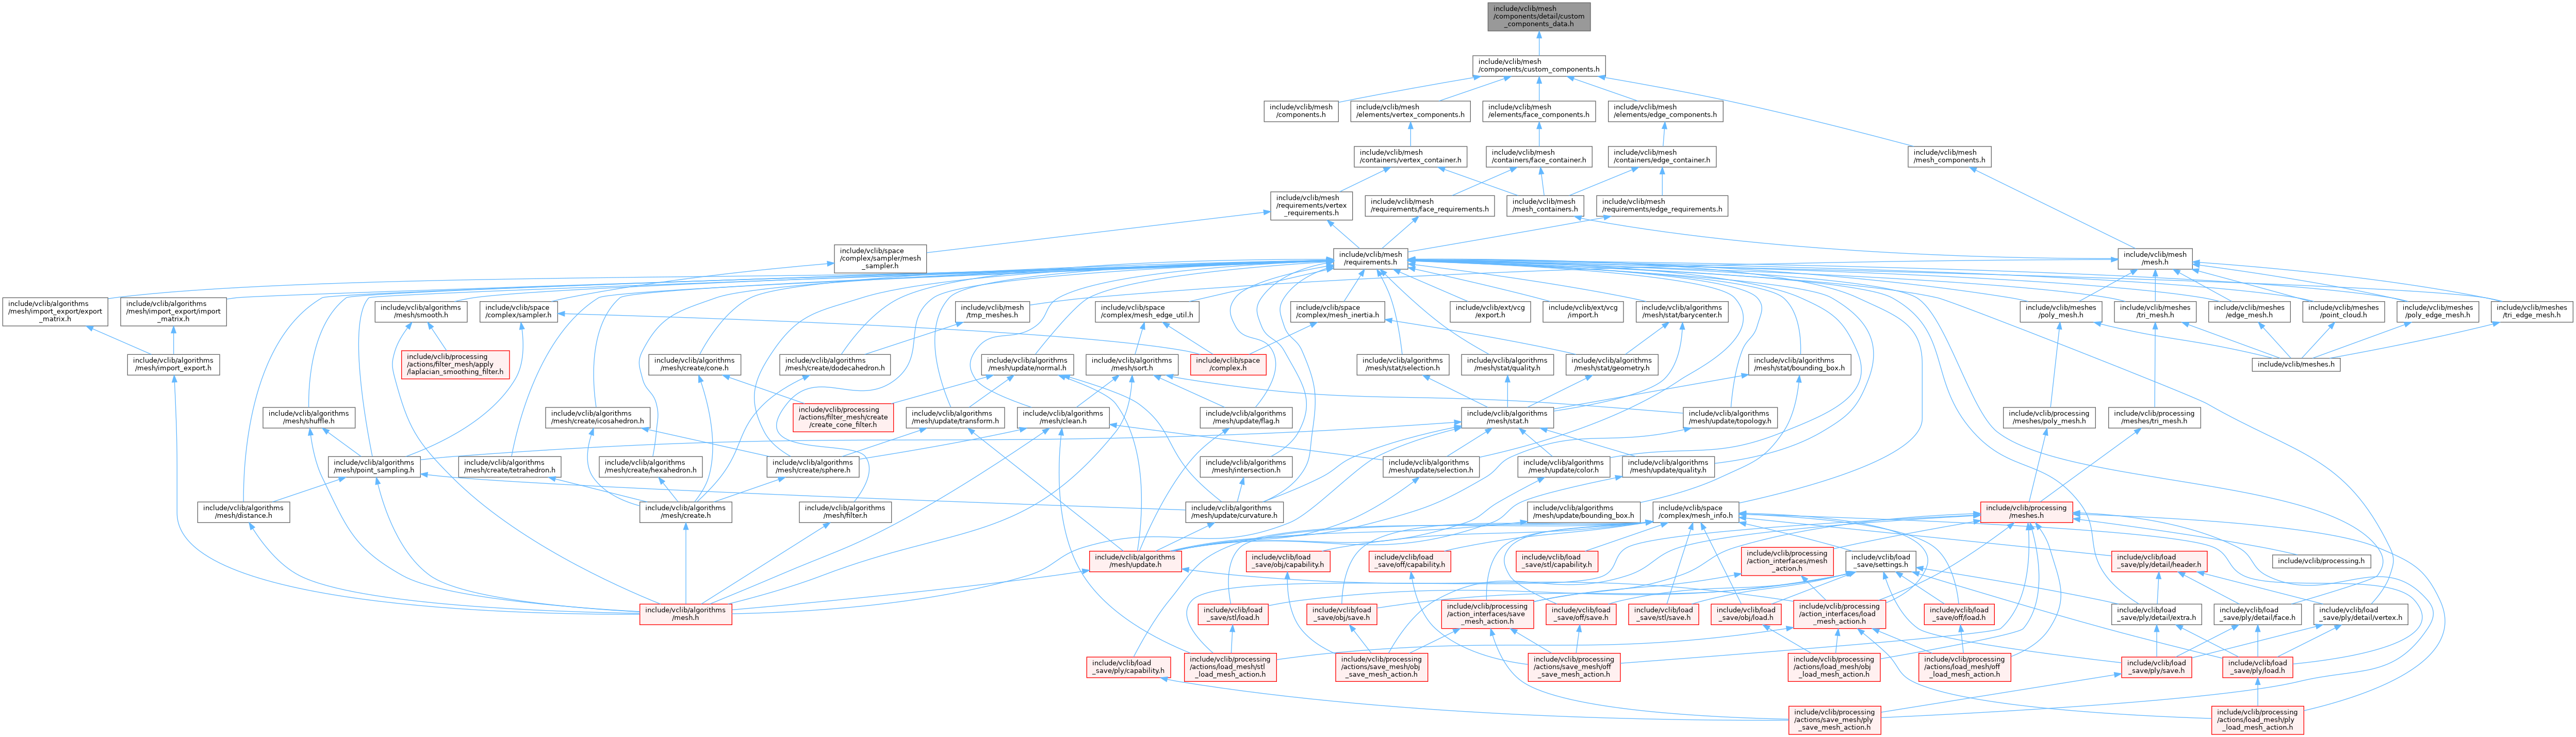 include/vclib/mesh
/components/detail/custom
_components_data.h
include/vclib/mesh
/components/custom_components.h
include/vclib/mesh
/components.h
include/vclib/mesh
/elements/vertex_components.h
include/vclib/mesh
/elements/face_components.h
include/vclib/mesh
/elements/edge_components.h
include/vclib/mesh
/containers/vertex_container.h
include/vclib/mesh
/containers/face_container.h
include/vclib/mesh
/containers/edge_container.h
include/vclib/mesh
/mesh_components.h
include/vclib/mesh
/requirements/vertex
_requirements.h
include/vclib/mesh
/requirements/face_requirements.h
include/vclib/mesh
/mesh_containers.h
include/vclib/mesh
/requirements/edge_requirements.h
include/vclib/space
/complex/sampler/mesh
_sampler.h
include/vclib/mesh
/requirements.h
include/vclib/mesh
/mesh.h
include/vclib/algorithms
/mesh/import_export/export
_matrix.h
include/vclib/algorithms
/mesh/import_export/import
_matrix.h
include/vclib/algorithms
/mesh/smooth.h
include/vclib/space
/complex/sampler.h
include/vclib/mesh
/tmp_meshes.h
include/vclib/space
/complex/mesh_edge_util.h
include/vclib/space
/complex/mesh_inertia.h
include/vclib/ext/vcg
/export.h
include/vclib/ext/vcg
/import.h
include/vclib/algorithms
/mesh/stat/barycenter.h
include/vclib/meshes
/poly_mesh.h
include/vclib/meshes
/tri_mesh.h
include/vclib/meshes
/edge_mesh.h
include/vclib/meshes
/point_cloud.h
include/vclib/meshes
/poly_edge_mesh.h
include/vclib/meshes
/tri_edge_mesh.h
include/vclib/algorithms
/mesh/import_export.h
include/vclib/processing
/actions/filter_mesh/apply
/laplacian_smoothing_filter.h
include/vclib/algorithms
/mesh/create/cone.h
include/vclib/algorithms
/mesh/create/dodecahedron.h
include/vclib/algorithms
/mesh/update/normal.h
include/vclib/algorithms
/mesh/sort.h
include/vclib/space
/complex.h
include/vclib/algorithms
/mesh/stat/selection.h
include/vclib/algorithms
/mesh/stat/quality.h
include/vclib/algorithms
/mesh/stat/geometry.h
include/vclib/algorithms
/mesh/stat/bounding_box.h
include/vclib/meshes.h
include/vclib/algorithms
/mesh/shuffle.h
include/vclib/algorithms
/mesh/create/icosahedron.h
include/vclib/processing
/actions/filter_mesh/create
/create_cone_filter.h
include/vclib/algorithms
/mesh/update/transform.h
include/vclib/algorithms
/mesh/clean.h
include/vclib/algorithms
/mesh/update/flag.h
include/vclib/algorithms
/mesh/stat.h
include/vclib/algorithms
/mesh/update/topology.h
include/vclib/processing
/meshes/poly_mesh.h
include/vclib/processing
/meshes/tri_mesh.h
include/vclib/algorithms
/mesh/point_sampling.h
include/vclib/algorithms
/mesh/create/tetrahedron.h
include/vclib/algorithms
/mesh/create/hexahedron.h
include/vclib/algorithms
/mesh/create/sphere.h
include/vclib/algorithms
/mesh/intersection.h
include/vclib/algorithms
/mesh/update/selection.h
include/vclib/algorithms
/mesh/update/color.h
include/vclib/algorithms
/mesh/update/quality.h
include/vclib/algorithms
/mesh/distance.h
include/vclib/algorithms
/mesh/create.h
include/vclib/algorithms
/mesh/filter.h
include/vclib/algorithms
/mesh/update/curvature.h
include/vclib/algorithms
/mesh/update/bounding_box.h
include/vclib/space
/complex/mesh_info.h
include/vclib/processing
/meshes.h
include/vclib/algorithms
/mesh/update.h
include/vclib/load
_save/obj/capability.h
include/vclib/load
_save/off/capability.h
include/vclib/load
_save/stl/capability.h
include/vclib/processing
/action_interfaces/mesh
_action.h
include/vclib/load
_save/settings.h
include/vclib/load
_save/ply/detail/header.h
include/vclib/processing.h
include/vclib/algorithms
/mesh.h
include/vclib/load
_save/stl/load.h
include/vclib/load
_save/obj/save.h
include/vclib/processing
/action_interfaces/save
_mesh_action.h
include/vclib/load
_save/off/save.h
include/vclib/load
_save/stl/save.h
include/vclib/load
_save/obj/load.h
include/vclib/processing
/action_interfaces/load
_mesh_action.h
include/vclib/load
_save/off/load.h
include/vclib/load
_save/ply/detail/extra.h
include/vclib/load
_save/ply/detail/face.h
include/vclib/load
_save/ply/detail/vertex.h
include/vclib/load
_save/ply/capability.h
include/vclib/processing
/actions/load_mesh/stl
_load_mesh_action.h
include/vclib/processing
/actions/save_mesh/obj
_save_mesh_action.h
include/vclib/processing
/actions/save_mesh/off
_save_mesh_action.h
include/vclib/processing
/actions/load_mesh/obj
_load_mesh_action.h
include/vclib/processing
/actions/load_mesh/off
_load_mesh_action.h
include/vclib/load
_save/ply/save.h
include/vclib/load
_save/ply/load.h
include/vclib/processing
/actions/save_mesh/ply
_save_mesh_action.h
include/vclib/processing
/actions/load_mesh/ply
_load_mesh_action.h